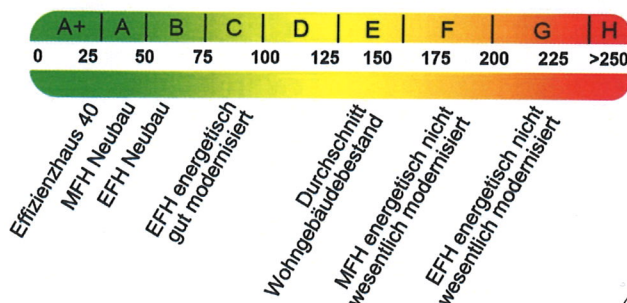 A+ A B C D E F G H
0 25 50 75 100 125 150 175 200 225 >250
Effizienzhaus 40
MFH Neubau
EFH Neubau
EFH energetisch
gut modernisiert
Durchschnitt
Wohngebäudebestand
MFH energetisch nicht
wesentlich modernisiert
EFH energetisch nicht
wesentlich modernisiert